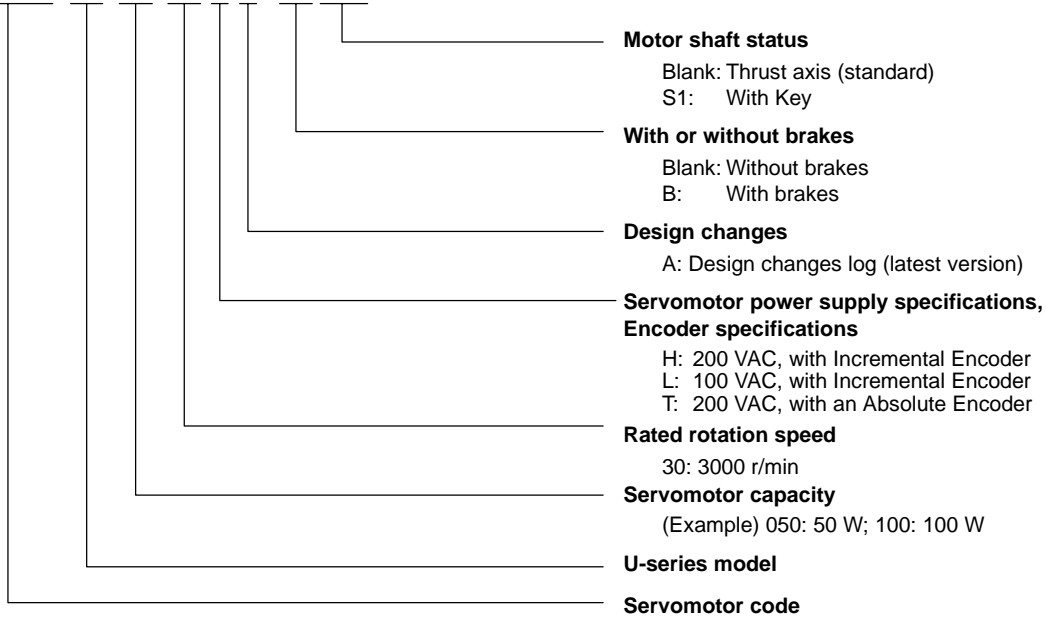 Motor shaft status
Blank: Thrust axis (standard)
S1: With Key
With or without brakes
Blank: Without brakes
B: With brakes
Design changes
A: Design changes log (latest version)
Servomotor power supply specifications,
Encoder specifications
H: 200 VAC, with Incremental Encoder
L: 100 VAC, with Incremental Encoder
T: 200 VAC, with an Absolute Encoder
Rated rotation speed
30: 3000 r/min
Servomotor capacity
(Example) 050: 50 W; 100: 100 W
U-series model
Servomotor code